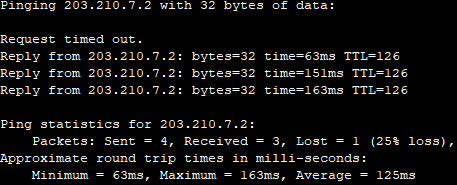 Pinging 203.210.7.2 with 32 bytes of data:
Request timed out.
Reply from 203.210.7.2: bytes=32 time=63ms TTL=126
Reply from 203.210.7.2: bytes=32 time=151ms TTL=126
Reply from 203.210.7.2: bytes=32 time=163ms TTL=126
Ping statistics for 203.210.7.2:
Packets: Sent = 4, Received = 3, Lost = 1 (25% loss),
Approximate round trip times in milli-seconds:
Minimum = 63ms, Maximum = 163ms, Average = 125ms